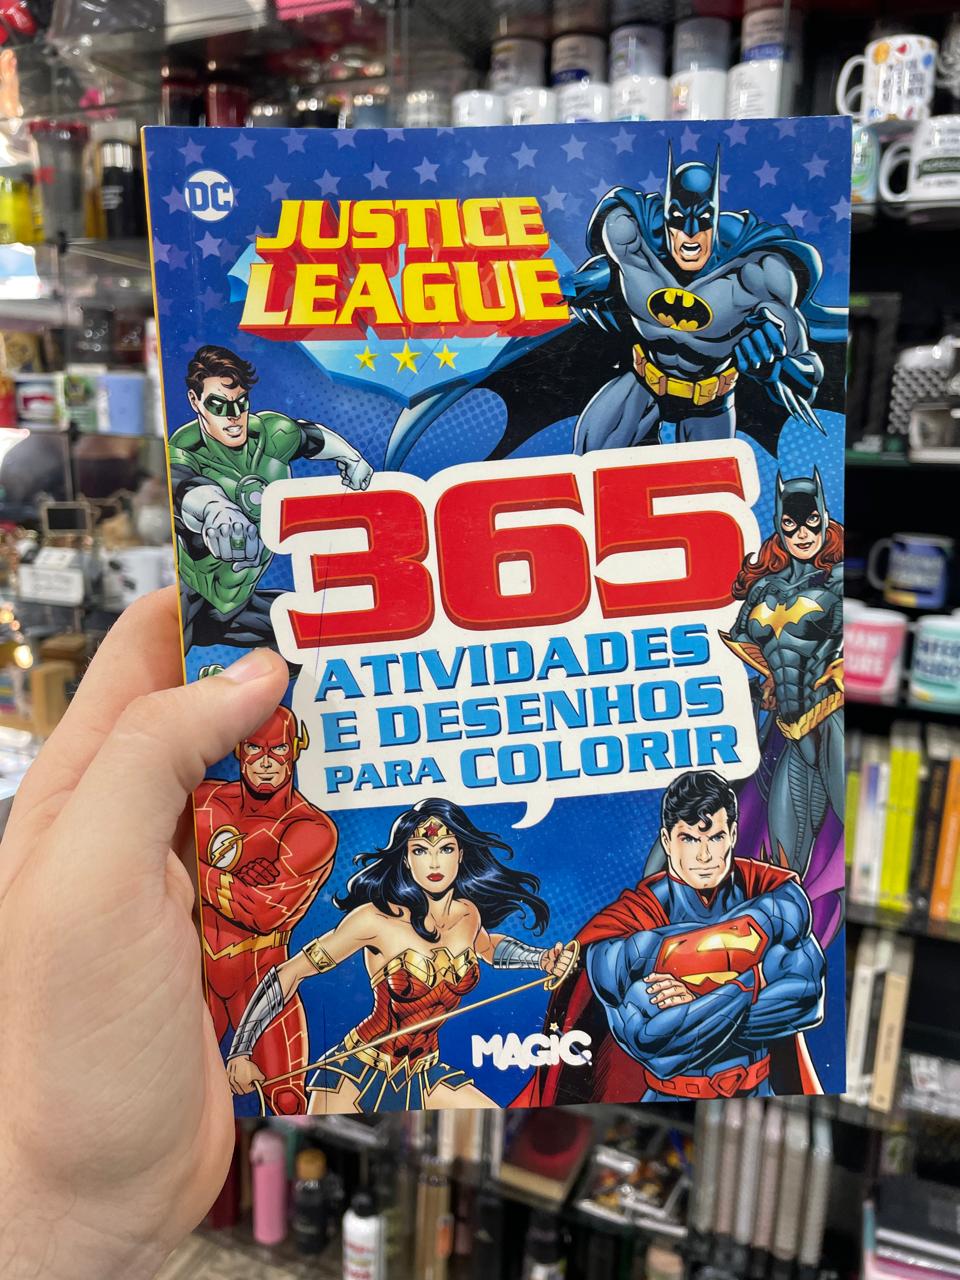 DC
JUSTICE
LEAGUE
365
ATIVIDADES
E DESENHOS
PARA COLORIR
MAGIC